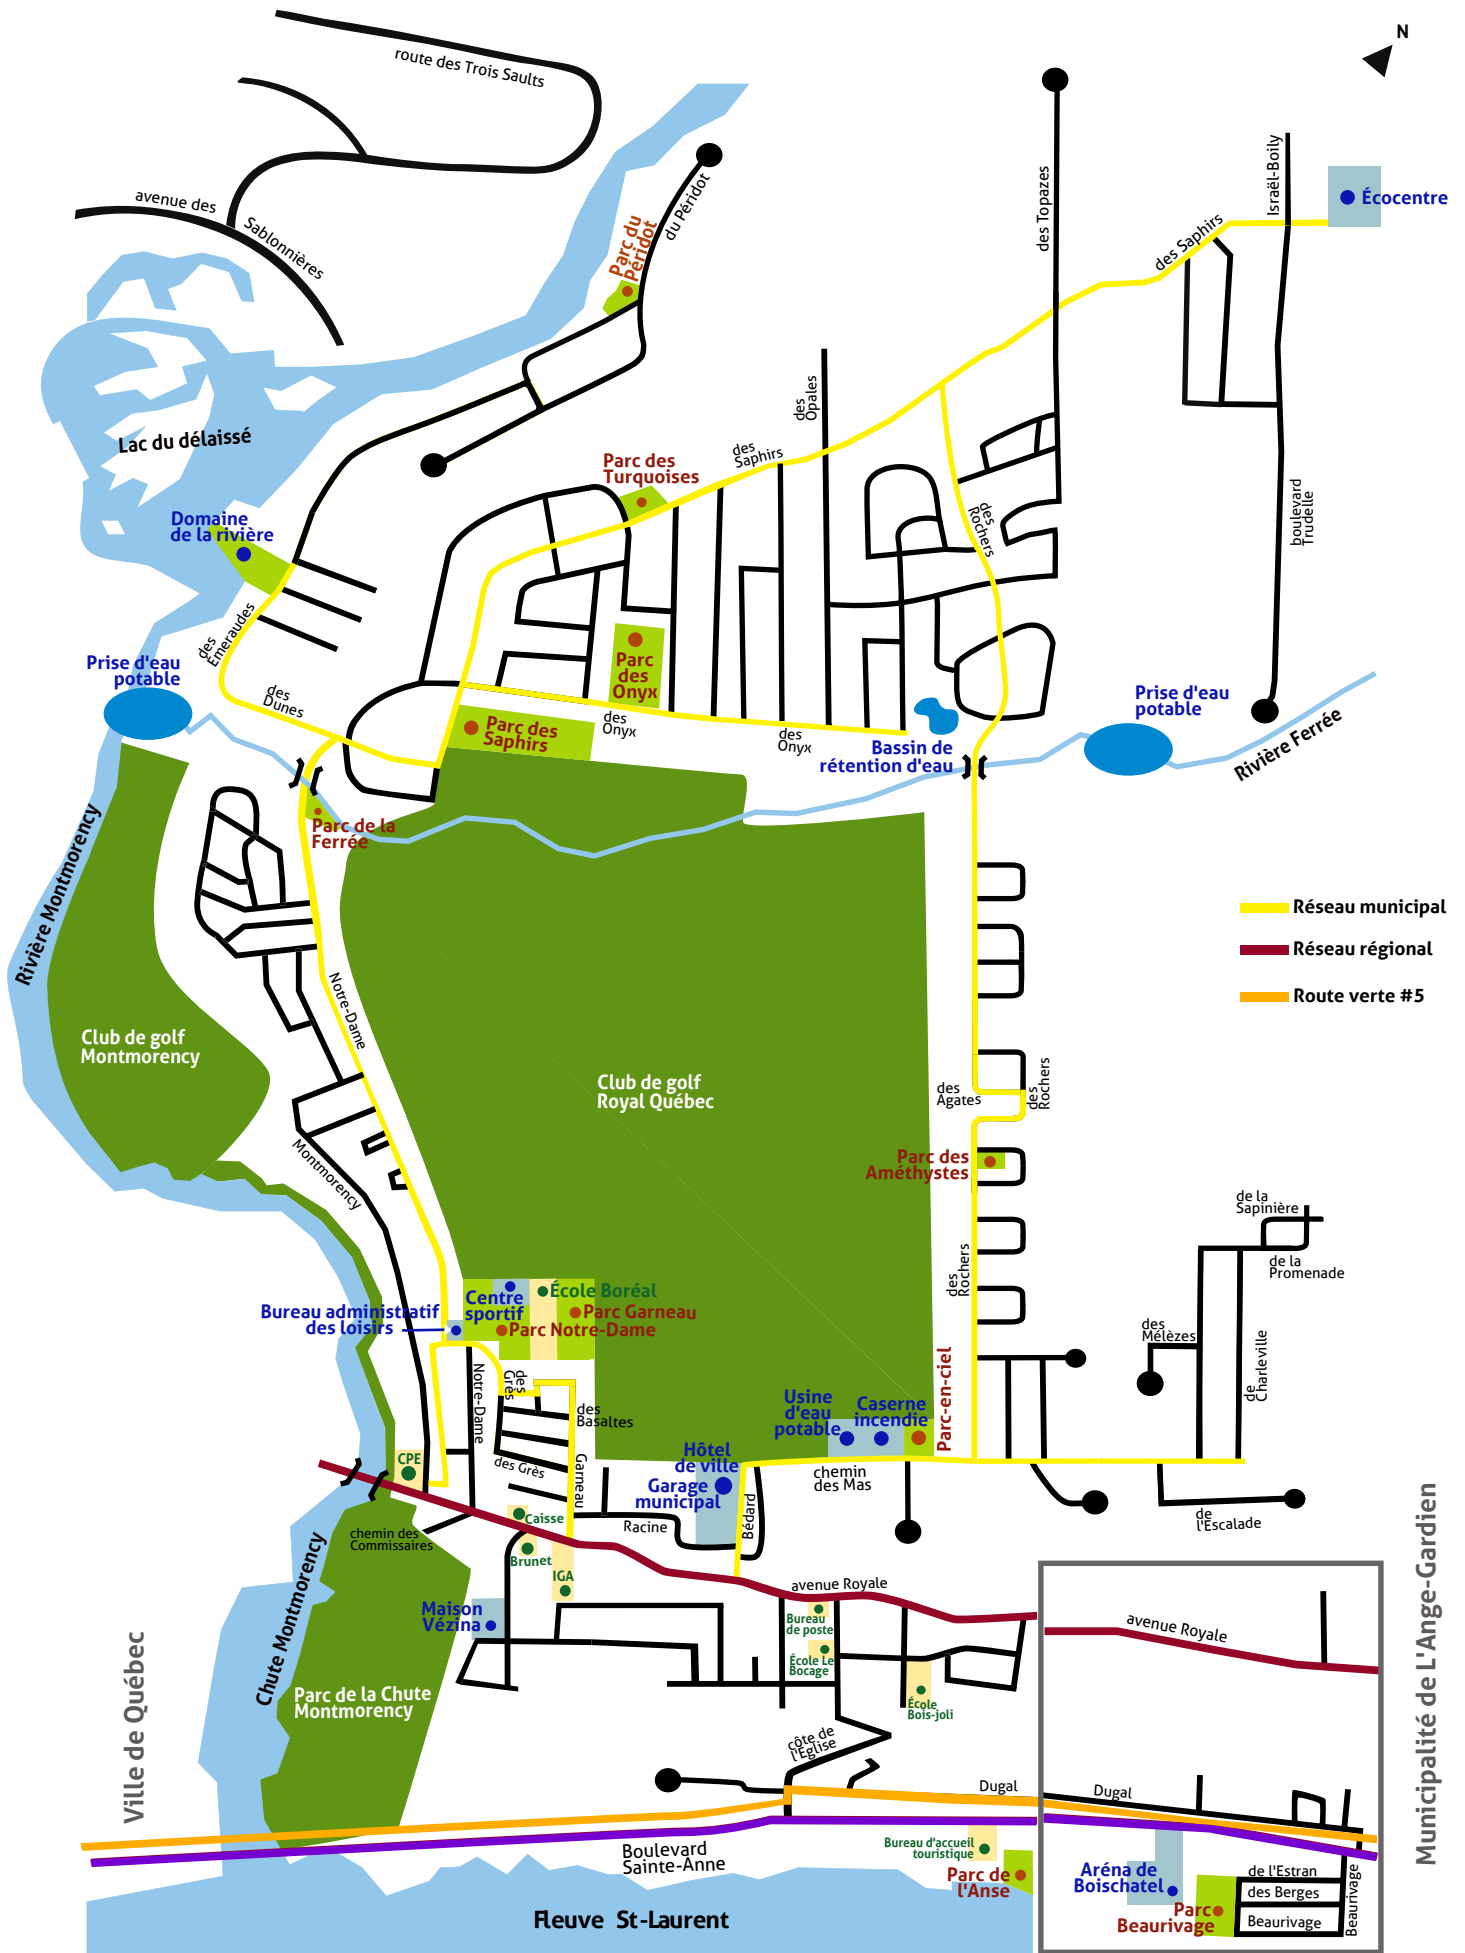 N
route des Trois Saults
avenue des
Sablonnières
Parc du
Péridot
du Péridot
des Topazes
Israël-Boily
Écocentre
des Saphirs
Lac du délaissé
des
Opales
des
Saphirs
Parc des
Turquoises
Domaine
de la rivière
des
Rochers
boulevard
Trudelle
des
Emeraudes
Prise d'eau
potable
des
Dunes
Parc
des
Onyx
Parc des
Saphirs
des
Onyx
des
Onyx
Bassin de
rétention d'eau
Prise d'eau
potable
Rivière Ferrée
Parc de la
Ferrée
Rivière Montmorency
Réseau municipal
Réseau régional
Route verte #5
Notre-Dame
Club de golf
Montmorency
Club de golf
Royal Québec
des
Agates
des
Rochers
Montmorency
Parc des
Améthystes
de la
Sapinière
de la
Promenade
des
Rochers
Centre
sportif
École Boréal
Parc Garneau
Parc Notre-Dame
Bureau administratif
des loisirs
des
Mélèzes
de
Charleville
Notre-Dame
des
Grès
des
Basaltes
Usine
d'eau
potable
Caserne
incendie
Parc-en-ciel
CPE
des Grès
Garneau
Hôtel
de ville
Garage
municipal
chemin
des Mas
Bédard
Caisse
Racine
de
l'Escalade
chemin des
Commissaires
Brunet
IGA
avenue Royale
Maison
Vézina
Bureau
de poste
École Le
Bocage
École
Bois-joli
avenue Royale
Chute Montmorency
Parc de la Chute
Montmorency
Ville de Québec
Municipalité de L'Ange-Gardien
côte de
l'Église
Dugal
Dugal
Boulevard
Sainte-Anne
Bureau d'accueil
touristique
Parc de
l'Anse
Aréna de
Boischatel
Parc
Beaurivage
de l'Estran
des Berges
Beaurivage
Beaurivage
Fleuve St-Laurent